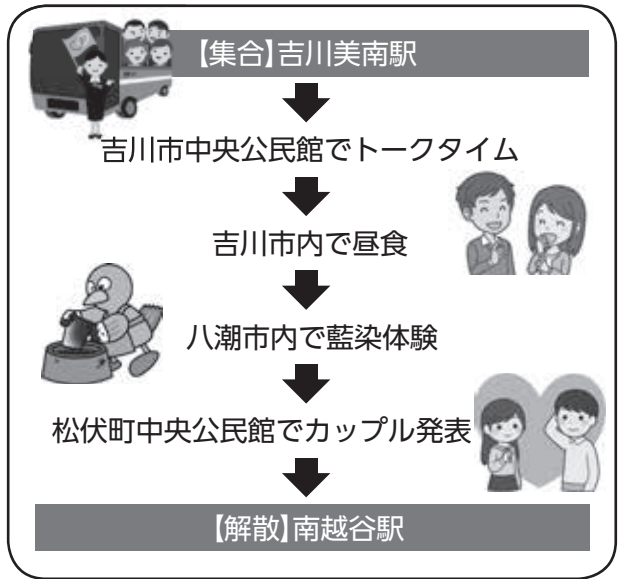 【集合】吉川美南駅
吉川市中央公民館でトークタイム
吉川市内で昼食
八潮市内で藍染体験
松伏町中央公民館でカップル発表
【解散】南越谷駅